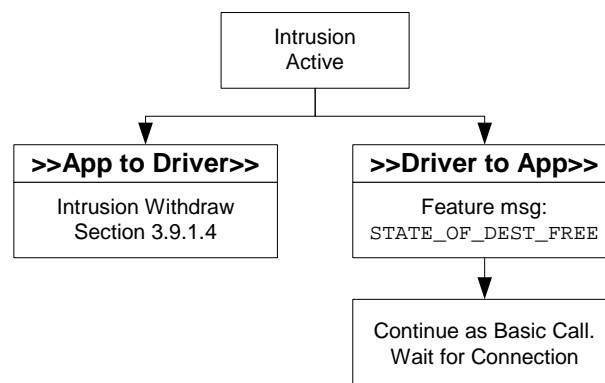 Intrusion
Active
>>App to Driver>>
Intrusion Withdraw
Section 3.9.1.4
>>Driver to App>>
Feature msg:
STATE_OF_DEST_FREE
Continue as Basic Call.
Wait for Connection